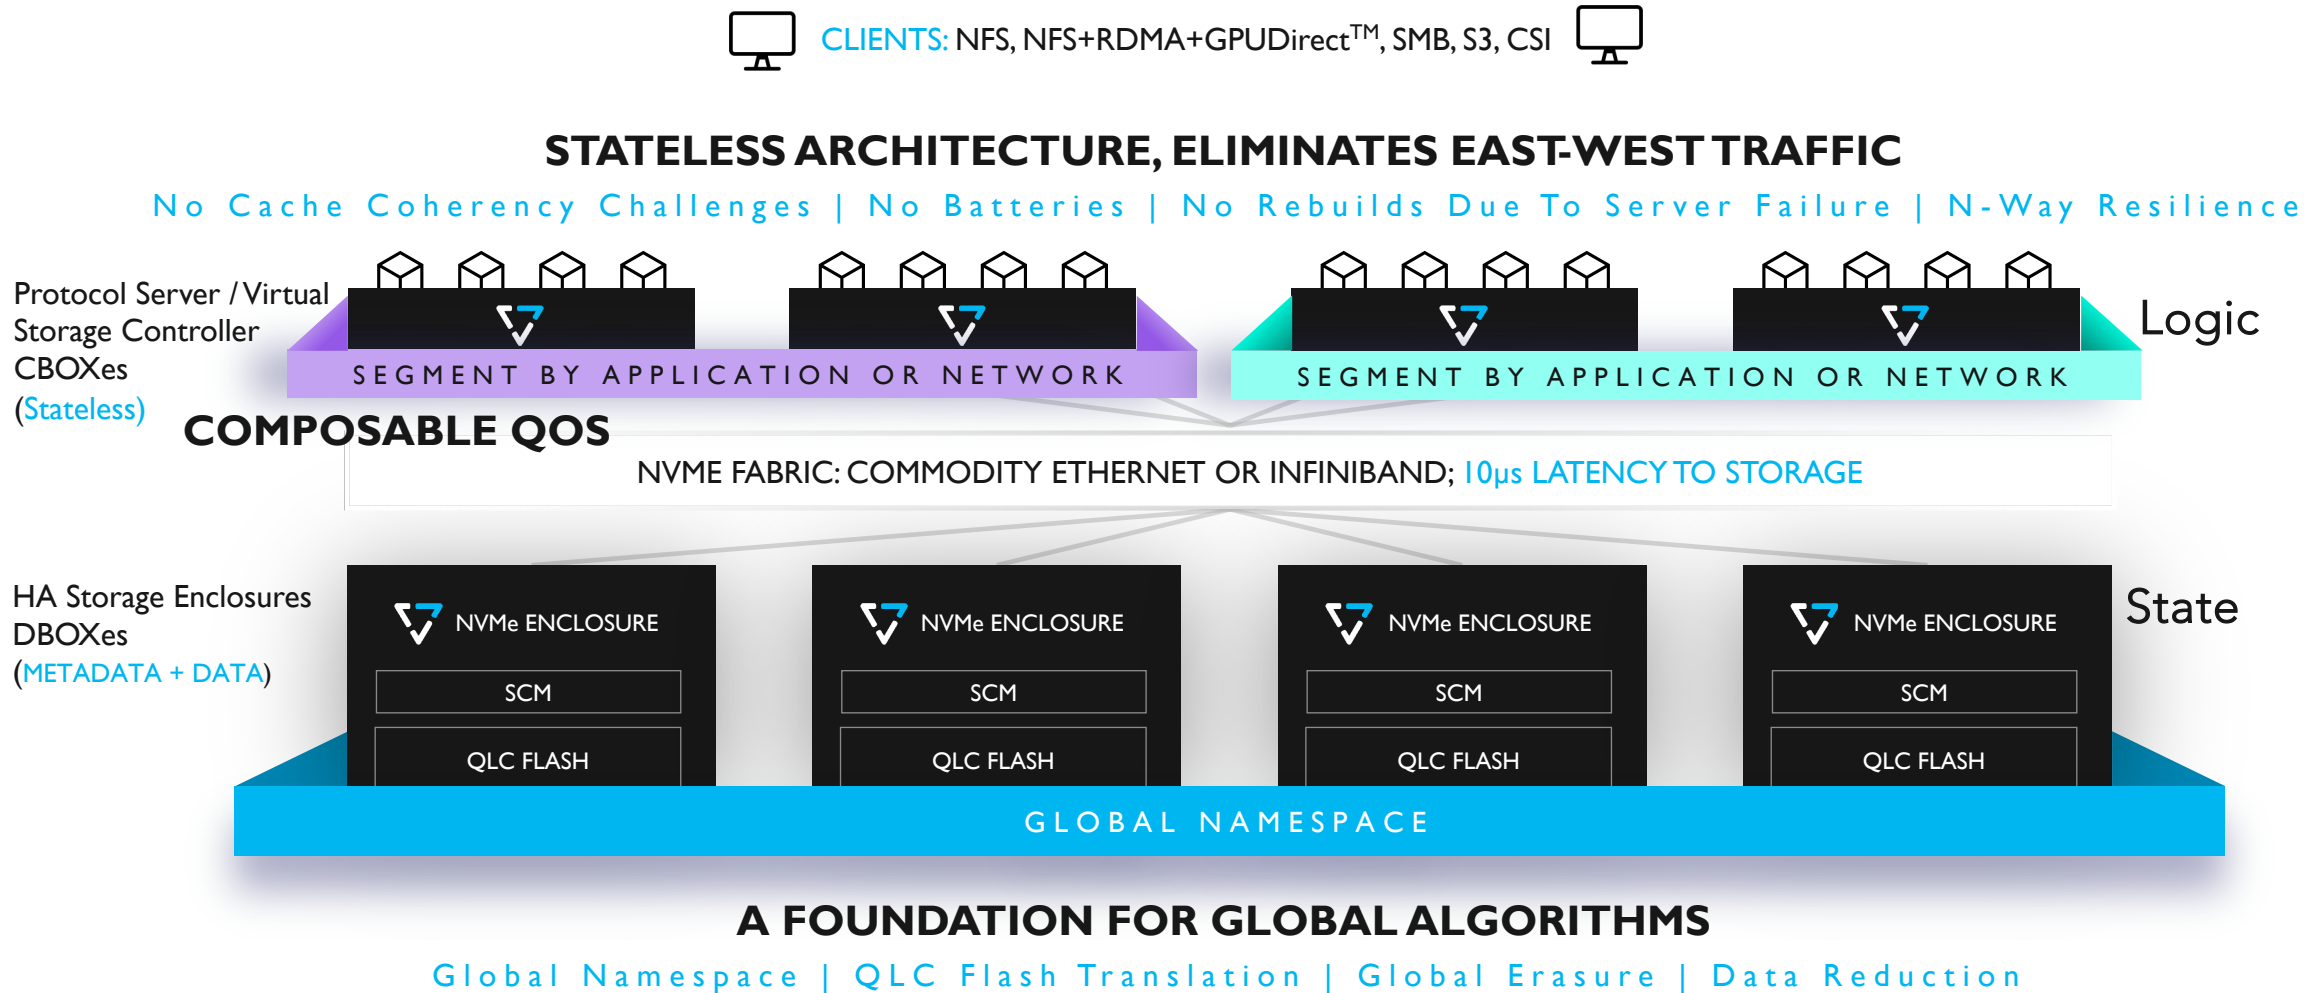 CLIENTS: NFS, NFS+RDMA+GPUDirect™, SMB, S3, CSI
STATELESS ARCHITECTURE, ELIMINATES EAST-WEST TRAFFIC
No Cache Coherency Challenges | No Batteries | No Rebuilds Due To Server Failure | N-Way Resilience
Protocol Server / Virtual
Storage Controller
CBOXes
(Stateless)
Logic
SEGMENT BY APPLICATION OR NETWORK
SEGMENT BY APPLICATION OR NETWORK
COMPOSABLE QOS
NVME FABRIC: COMMODITY ETHERNET OR INFINIBAND; 10µs LATENCY TO STORAGE
HA Storage Enclosures
DBOXes
(METADATA + DATA)
NVMe ENCLOSURE
SCM
QLC FLASH
NVMe ENCLOSURE
SCM
QLC FLASH
NVMe ENCLOSURE
SCM
QLC FLASH
NVMe ENCLOSURE
SCM
QLC FLASH
State
GLOBAL NAMESPACE
A FOUNDATION FOR GLOBAL ALGORITHMS
Global Namespace | QLC Flash Translation | Global Erasure | Data Reduction